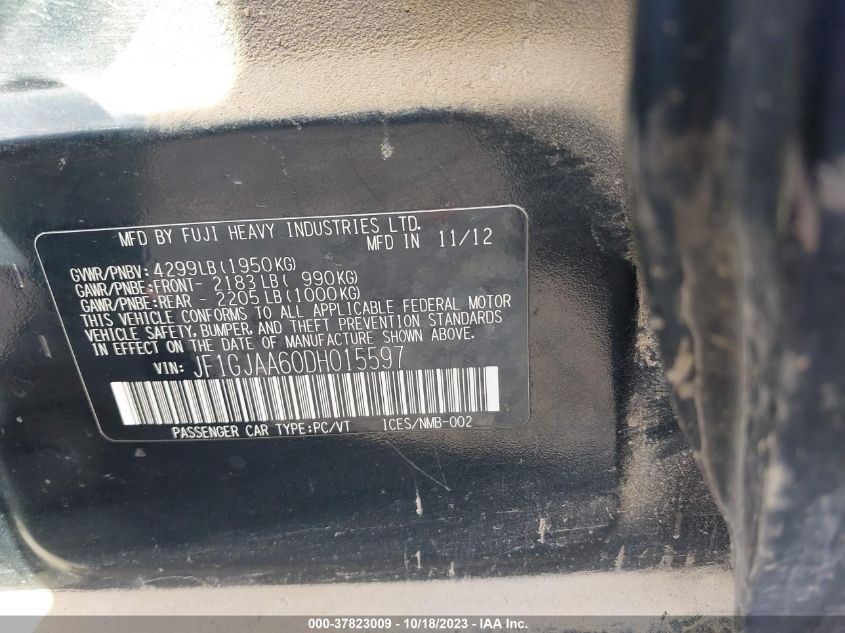 MFD BY FUJI HEAVY INDUSTRIES LTD.
MFD IN 11/12
GVWR/PNBV: 4299LB(1950KG)
GAWR/PNBE:FRONT- 2183LB( 990KG)
GAWR/PNBE:REAR - 2205LB(1000KG)
THIS VEHICLE CONFORMS TO ALL APPLICABLE FEDERAL MOTOR
VEHICLE SAFETY, BUMPER, AND THEFT PREVENTION STANDARDS
IN EFFECT ON THE DATE OF MANUFACTURE SHOWN ABOVE.
VIN: JF1GJAA60DH015597
PASSENGER CAR TYPE:PC/VT ICES/NMB-002
000-37823009 - 10/18/2023 - IAA Inc.